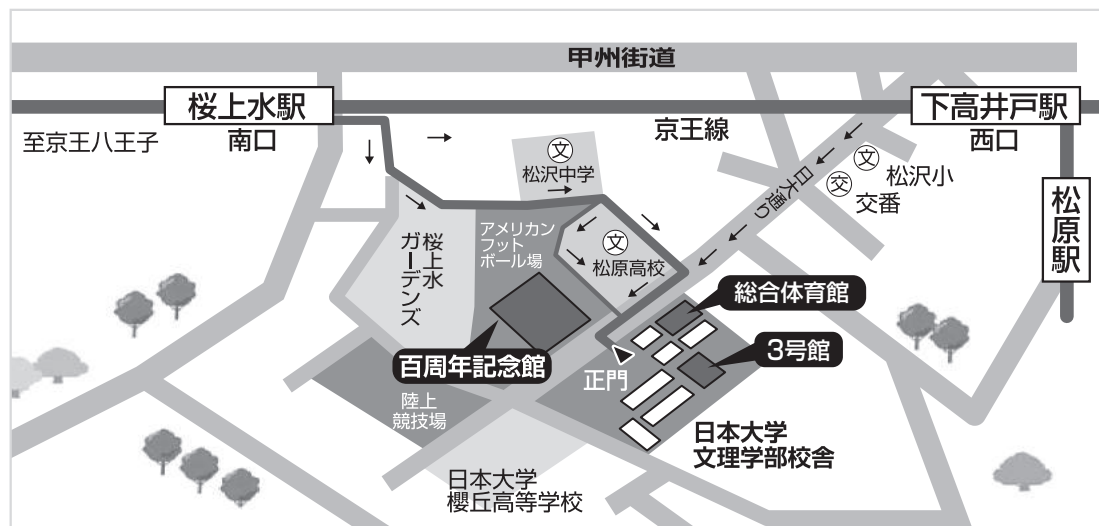 甲州街道
桜上水駅
下高井戸駅
至京王八王子
南口
京王線
西口
文
松沢中学
文
松沢小
交
交番
日大通り
松原駅
アメリカン
フット
ボール場
桜上水
ガーデンズ
文
松原高校
総合体育館
3号館
百周年記念館
正門
陸上
競技場
日本大学
文理学部校舎
日本大学
櫻丘高等学校